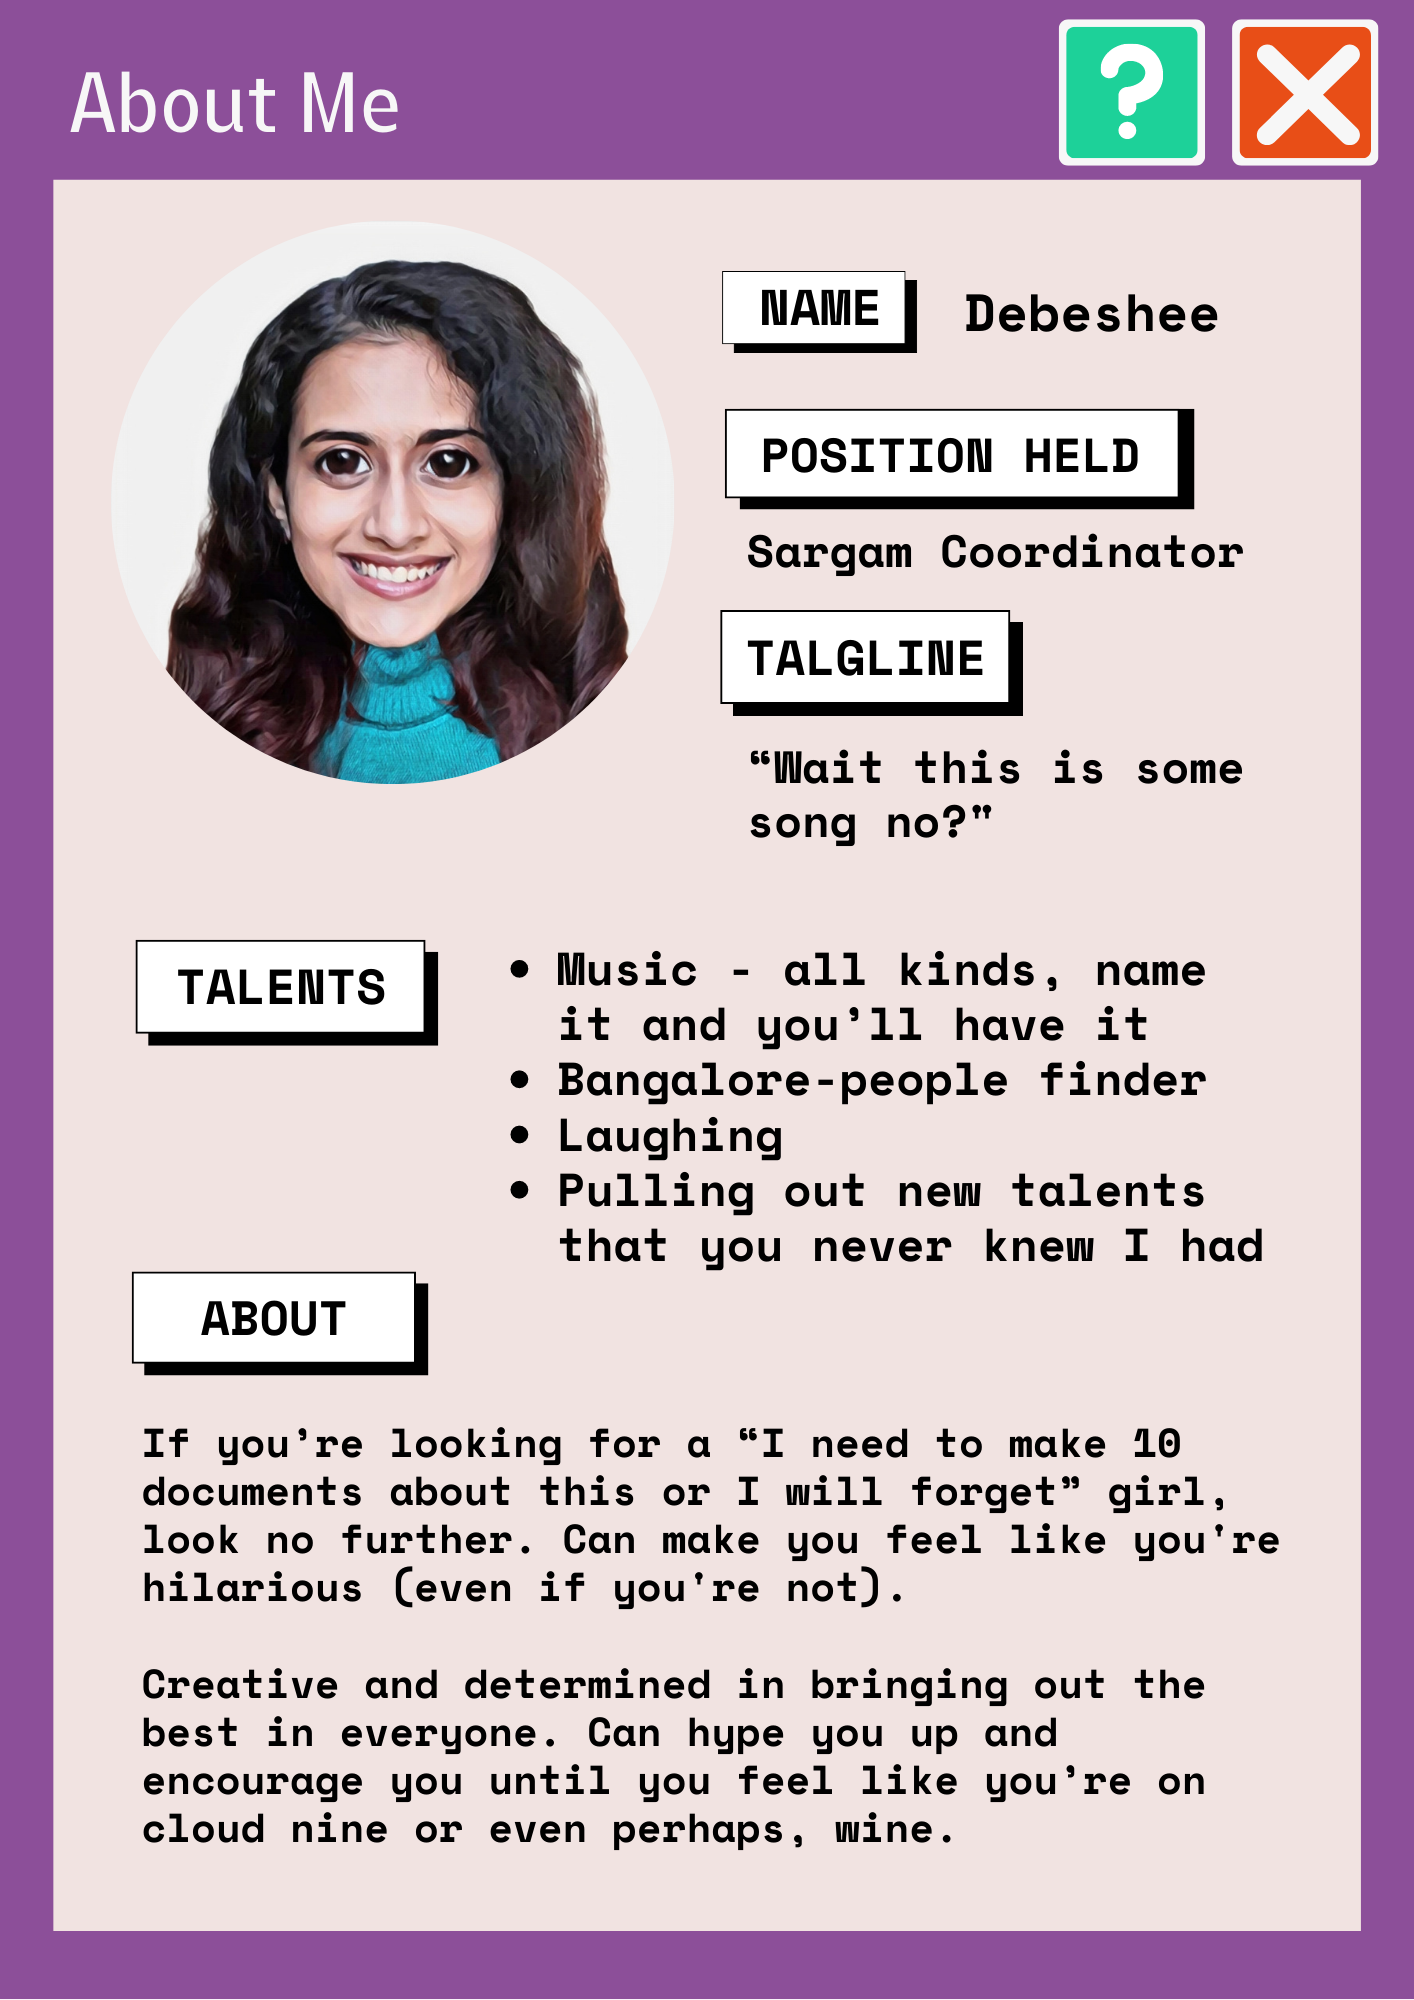 About Me
NAME
Debeshee
POSITION HELD
Sargam Coordinator
TALGLINE
“Wait this is some
song no?”
TALENTS
• Music - all kinds, name
it and you’ll have it
• Bangalore-people finder
• Laughing
• Pulling out new talents
that you never knew I had
ABOUT
If you’re looking for a “I need to make 10
documents about this or I will forget” girl,
look no further. Can make you feel like you're
hilarious (even if you're not).
Creative and determined in bringing out the
best in everyone. Can hype you up and
encourage you until you feel like you’re on
cloud nine or even perhaps, wine.